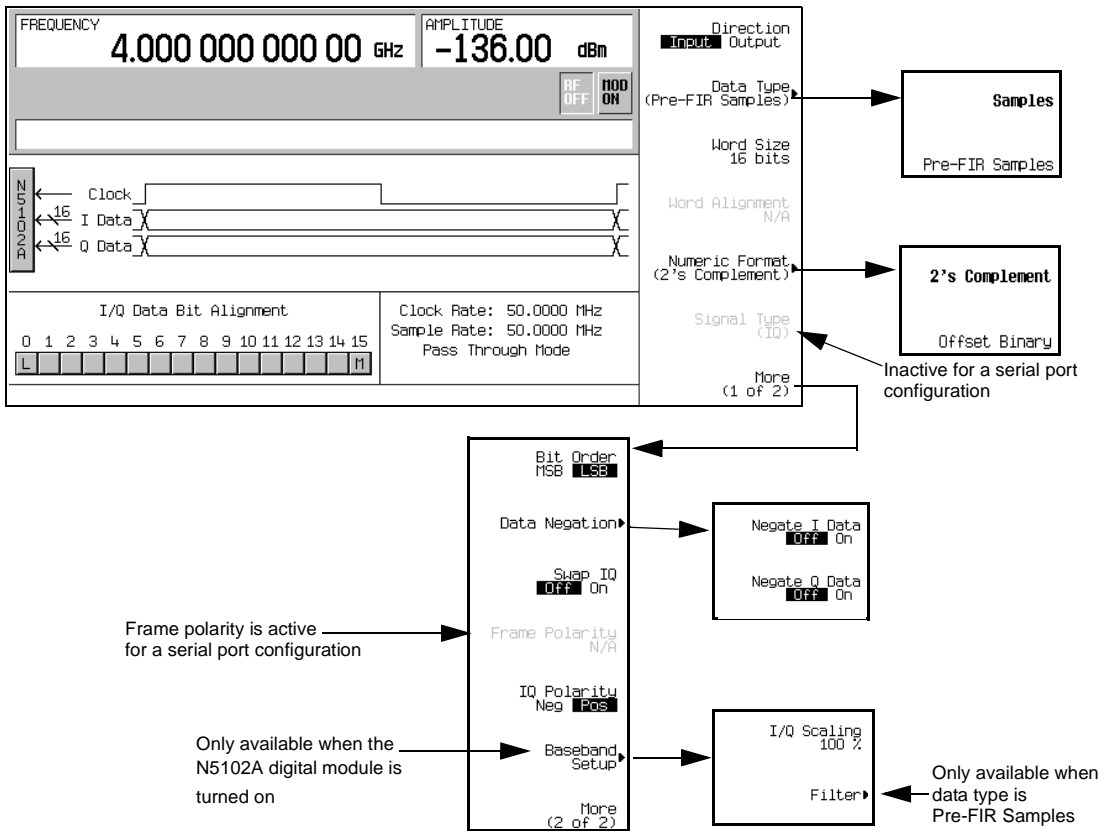 FREQUENCY
4.000 000 000 00 GHz
AMPLITUDE
-136.00 dBm
RF OFF
MOD ON
Direction
Input Output
Data Type
(Pre-FIR Samples)
Word Size
16 bits
Word Alignment
N/A
Numeric Format
(2's Complement)
Signal Type
(IQ)
More
(1 of 2)
N5102A
Clock
16 I Data
16 Q Data
I/Q Data Bit Alignment
0 1 2 3 4 5 6 7 8 9 10 11 12 13 14 15
L M
Clock Rate: 50.0000 MHz
Sample Rate: 50.0000 MHz
Pass Through Mode
Samples
Pre-FIR Samples
2's Complement
Offset Binary
Inactive for a serial port
configuration
Bit Order
MSB LSB
Data Negation
Swap IQ
Off On
Frame Polarity
N/A
IQ Polarity
Neg Pos
Baseband
Setup
More
(2 of 2)
Negate I Data
Off On
Negate Q Data
Off On
Frame polarity is active
for a serial port configuration
Only available when the
N5102A digital module is
turned on
I/Q Scaling
100 %
Filter
Only available when
data type is
Pre-FIR Samples